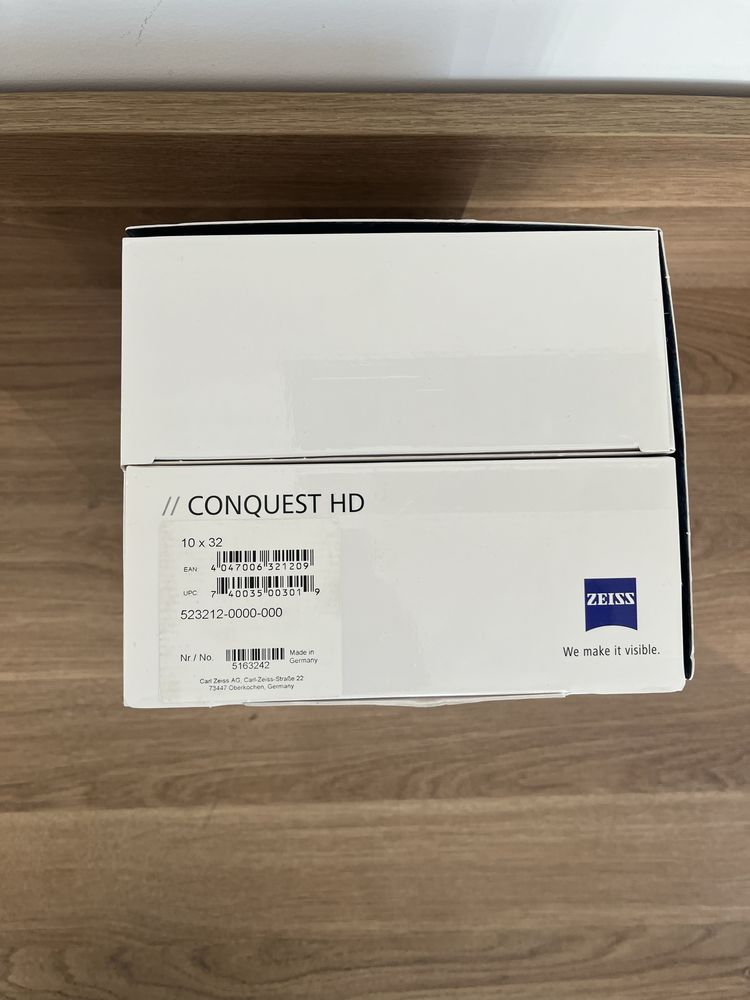 // CONQUEST HD
10 x 32
EAN: 4 047006 321209
UPC: 7 40035 00301 9
523212-0000-000
Nr./ No. 5163242 Made in Germany
Carl Zeiss AG, Carl-Zeiss-Straße 22
73447 Oberkochen, Germany
ZEISS
We make it visible.